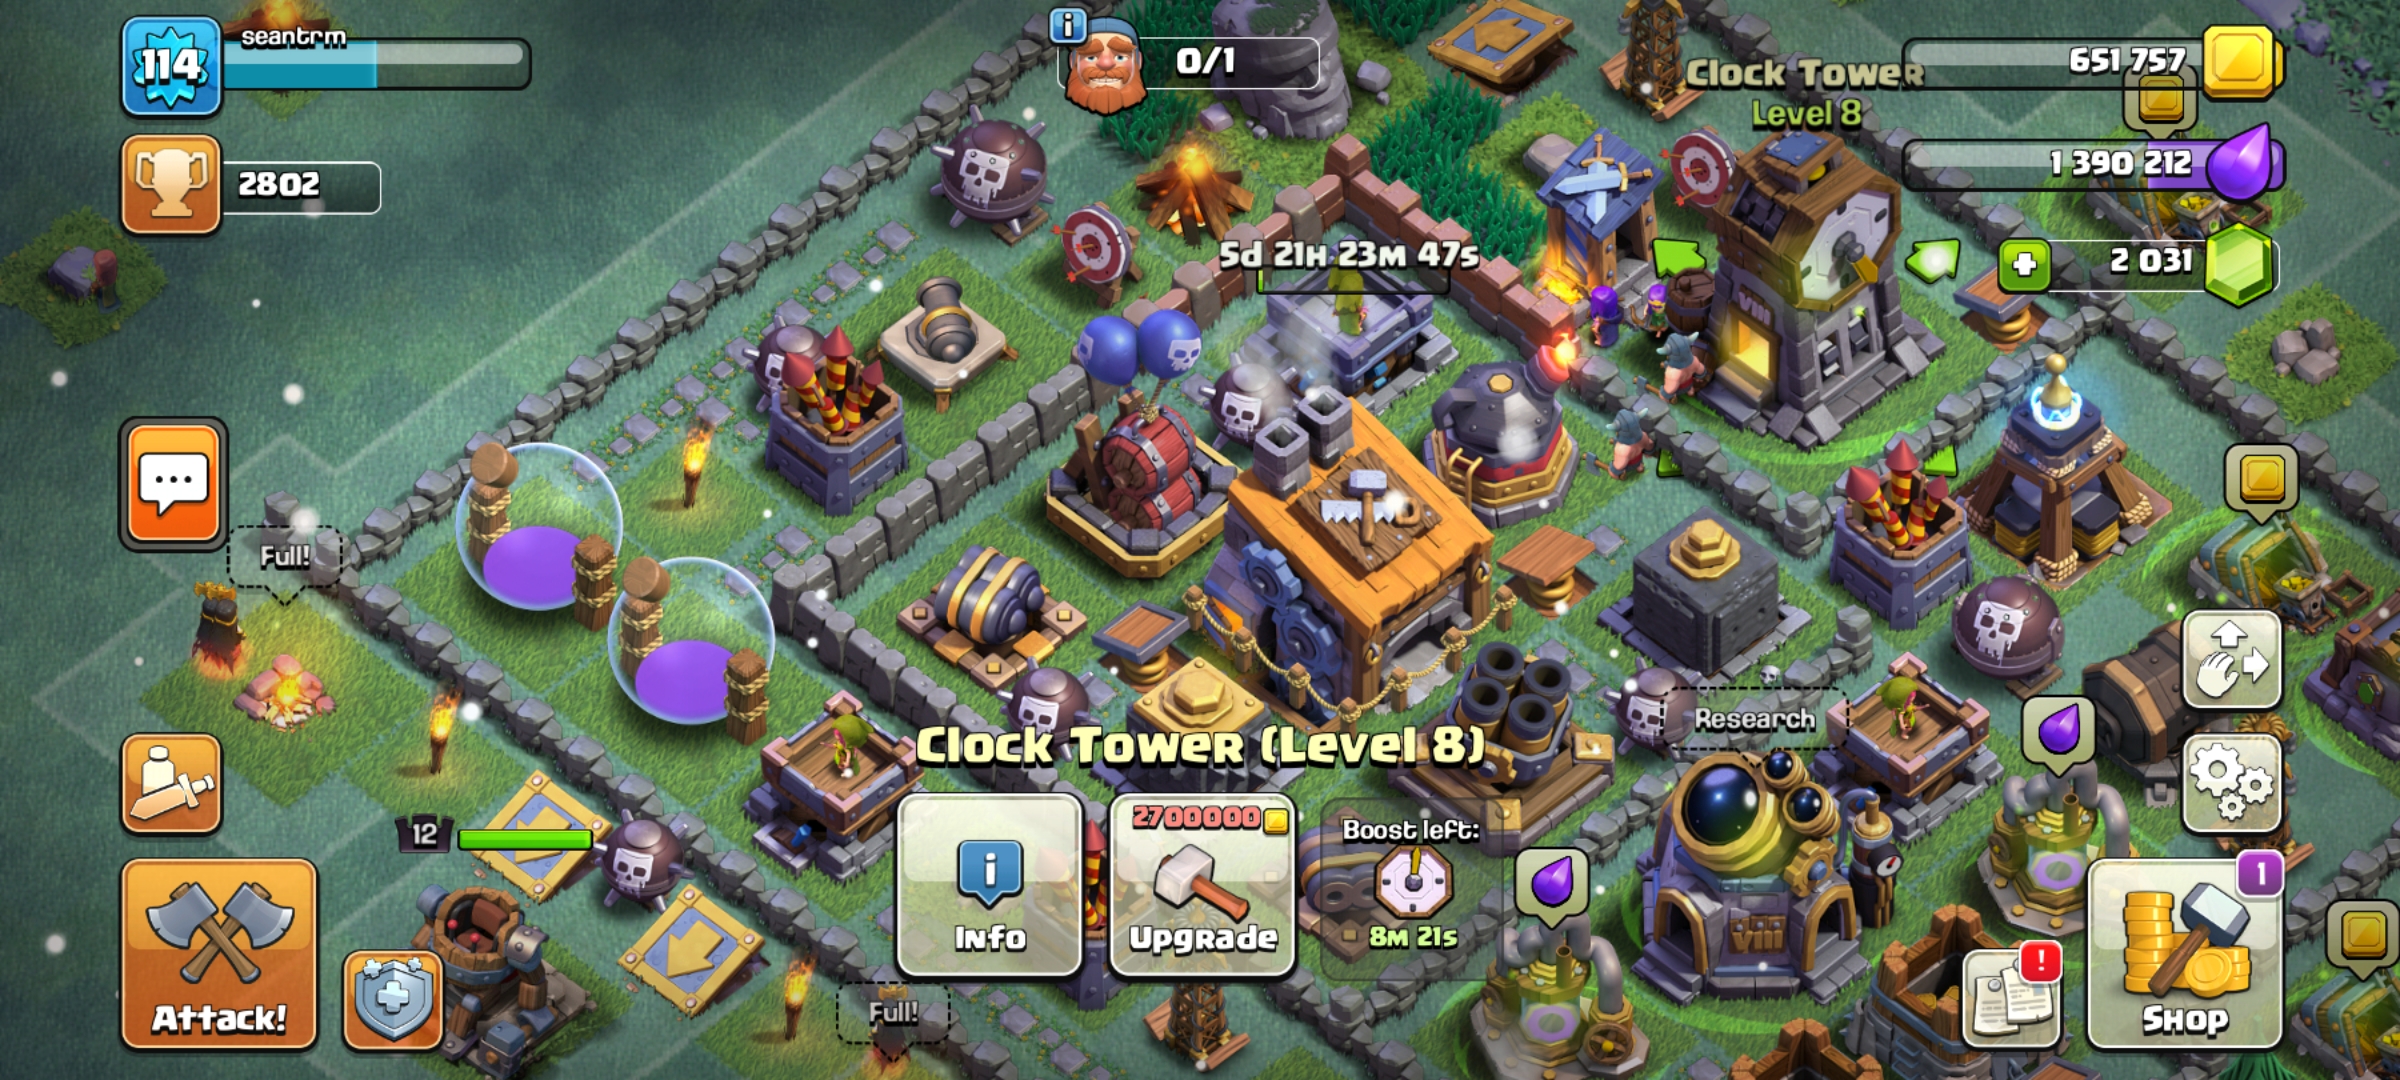 114
seantrm
0/1
Clock Tower
Level 8
651 757
2802
1 390 212
5d 21H 23M 47s
2 031
VIII
Full!
Research
Clock Tower (Level 8)
12
2700000
Boost left:
Info
Upgrade
8M 21s
VIII
1
!
Attack!
Full!
Shop